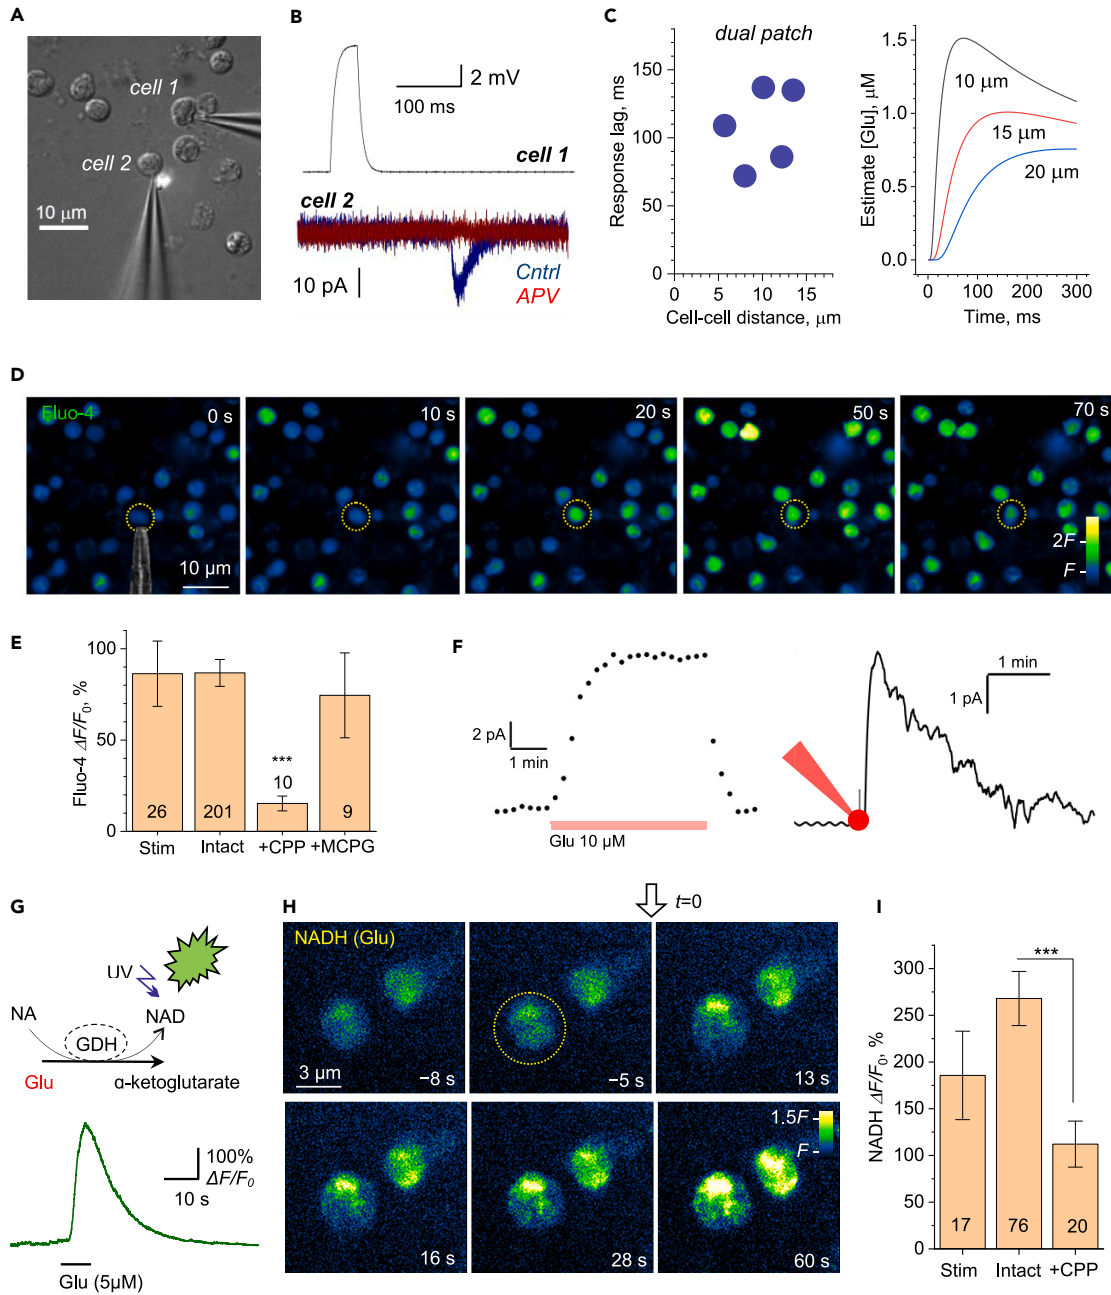 A
cell 1
cell 2
10 µm
B
2 mV
100 ms
cell 1
cell 2
10 pA
Cntrl
APV
C
dual patch
Response lag, ms
150
100
50
0
0
5
10
15
Cell-cell distance, µm
Estimate [Glu], µM
1.5
1.0
0.5
0.0
10 µm
15 µm
20 µm
0
100
200
300
Time, ms
D
Fluo-4
0 s
10 s
20 s
50 s
70 s
10 µm
2F
F
E
Fluo-4 ΔF/F0, %
100
50
0
***
26
201
10
9
Stim
Intact
+CPP
+MCPG
F
2 pA
1 min
Glu 10 µM
1 min
1 pA
G
UV
NA
NAD
GDH
Glu
α-ketoglutarate
100%
ΔF/F0
10 s
Glu (5µM)
H
t=0
NADH (Glu)
3 µm
−8 s
−5 s
13 s
1.5F
F
16 s
28 s
60 s
I
NADH ΔF/F0, %
300
250
200
150
100
50
0
***
17
76
20
Stim
Intact
+CPP